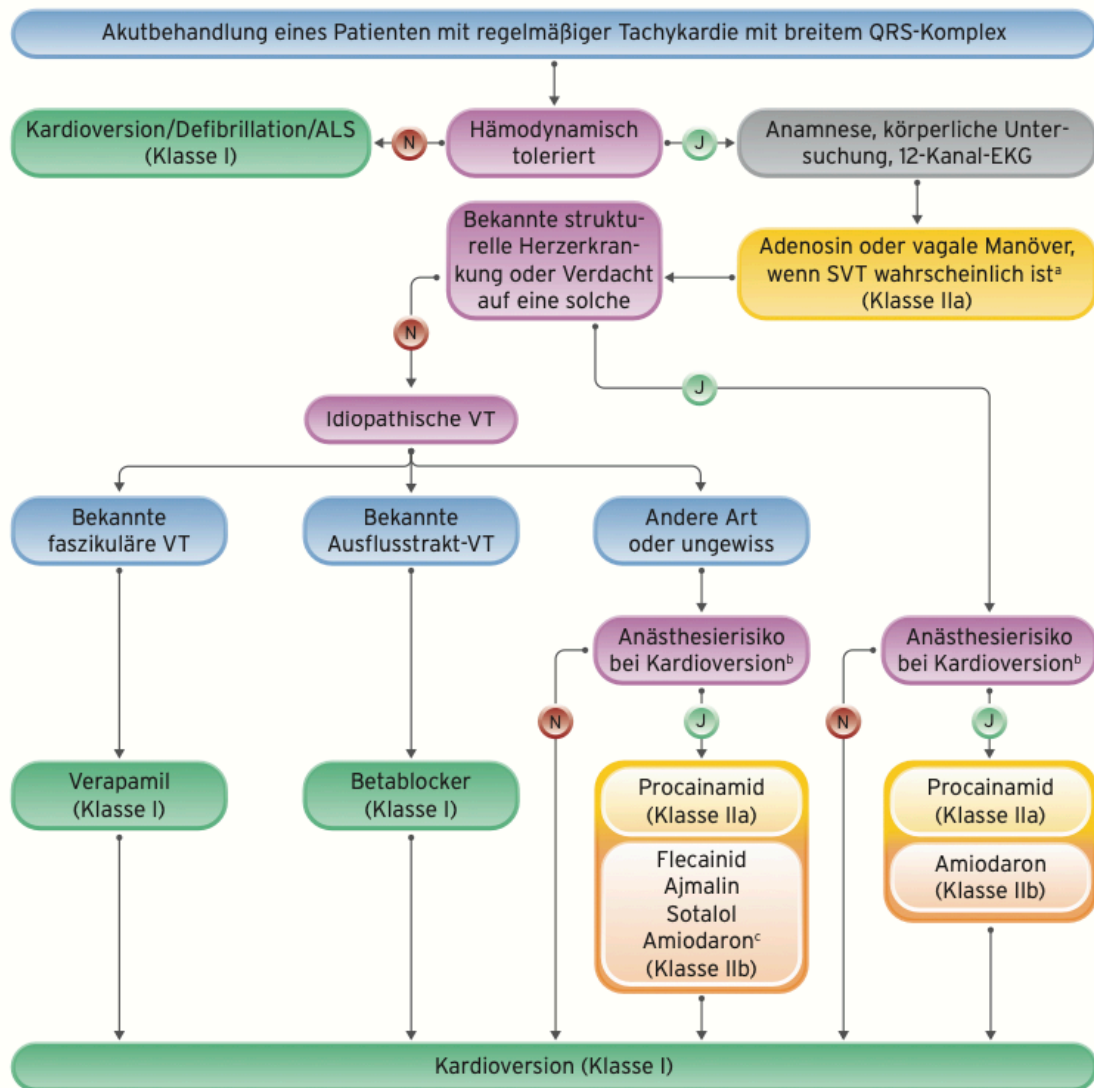 Akutbehandlung eines Patienten mit regelmäßiger Tachykardie mit breitem QRS-Komplex
Kardioversion/Defibrillation/ALS
(Klasse I)
N
Hämodynamisch
toleriert
J
Anamnese, körperliche Unter-
suchung, 12-Kanal-EKG
Bekannte struktu-
relle Herzerkran-
kung oder Verdacht
auf eine solche
Adenosin oder vagale Manöver,
wenn SVT wahrscheinlich istᵃ
(Klasse IIa)
N
J
Idiopathische VT
Bekannte
faszikuläre VT
Bekannte
Ausflusstrakt-VT
Andere Art
oder ungewiss
Anästhesierisiko
bei Kardioversionᵇ
Anästhesierisiko
bei Kardioversionᵇ
N
J
N
J
Verapamil
(Klasse I)
Betablocker
(Klasse I)
Procainamid
(Klasse IIa)
Flecainid
Ajmalin
Sotalol
Amiodaronᶜ
(Klasse IIb)
Procainamid
(Klasse IIa)
Amiodaron
(Klasse IIb)
Kardioversion (Klasse I)